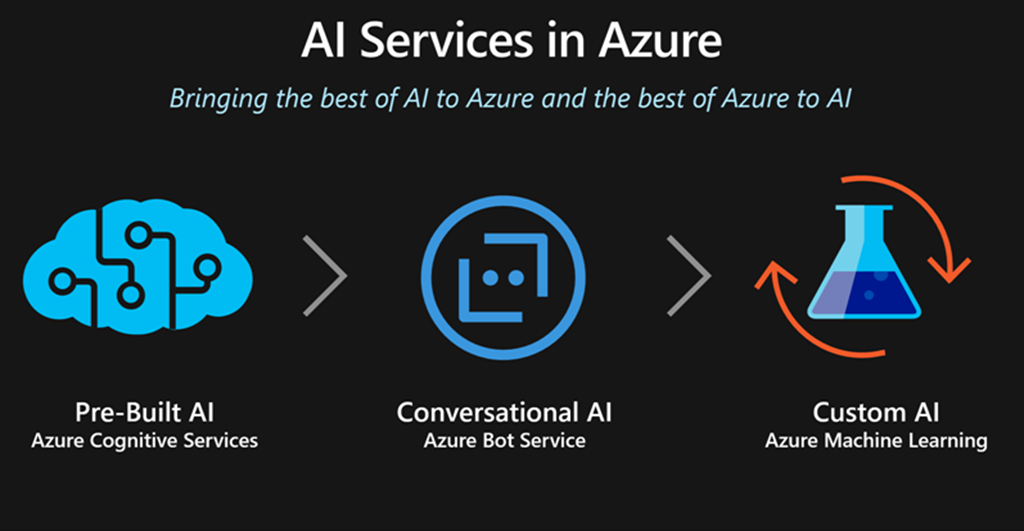 AI Services in Azure
Bringing the best of AI to Azure and the best of Azure to AI
Pre-Built AI
Azure Cognitive Services
Conversational AI
Azure Bot Service
Custom AI
Azure Machine Learning